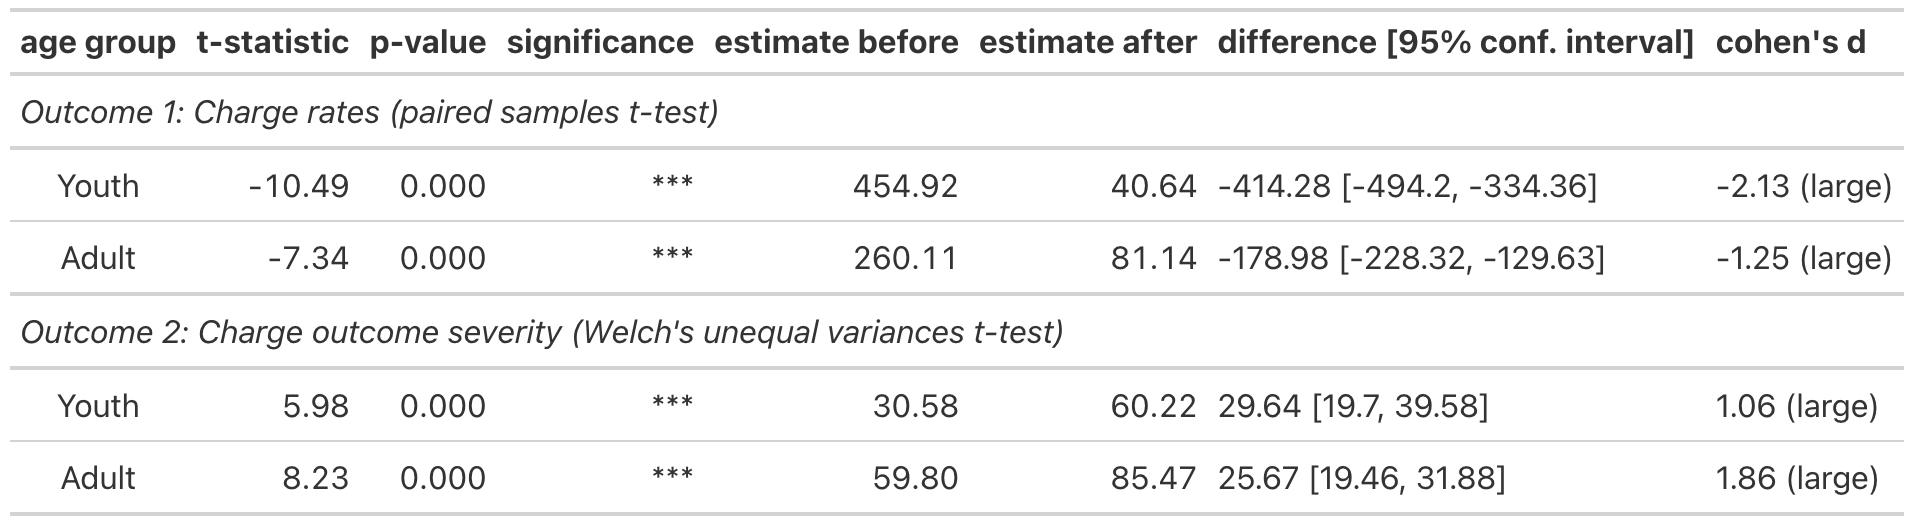 age group t-statistic p-value significance estimate before estimate after difference [95% conf. interval] cohen's d
Outcome 1: Charge rates (paired samples t-test)
Youth -10.49 0.000 *** 454.92 40.64 -414.28 [-494.2, -334.36] -2.13 (large)
Adult -7.34 0.000 *** 260.11 81.14 -178.98 [-228.32, -129.63] -1.25 (large)
Outcome 2: Charge outcome severity (Welch's unequal variances t-test)
Youth 5.98 0.000 *** 30.58 60.22 29.64 [19.7, 39.58] 1.06 (large)
Adult 8.23 0.000 *** 59.80 85.47 25.67 [19.46, 31.88] 1.86 (large)